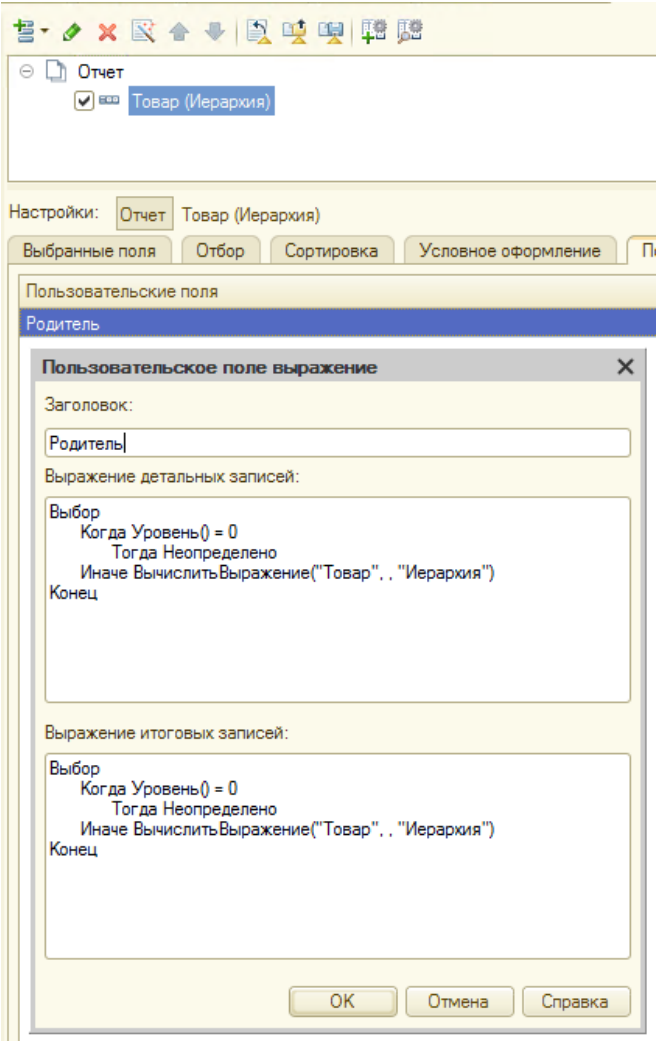 Отчет
Товар (Иерархия)
Настройки: Отчет Товар (Иерархия)
Выбранные поля Отбор Сортировка Условное оформление
Пользовательские поля
Родитель
Пользовательское поле выражение
Заголовок:
Родитель
Выражение детальных записей:
Выбор
Когда Уровень() = 0
Тогда Неопределено
Иначе ВычислитьВыражение("Товар", , "Иерархия")
Конец
Выражение итоговых записей:
Выбор
Когда Уровень() = 0
Тогда Неопределено
Иначе ВычислитьВыражение("Товар", , "Иерархия")
Конец
OK Отмена Справка